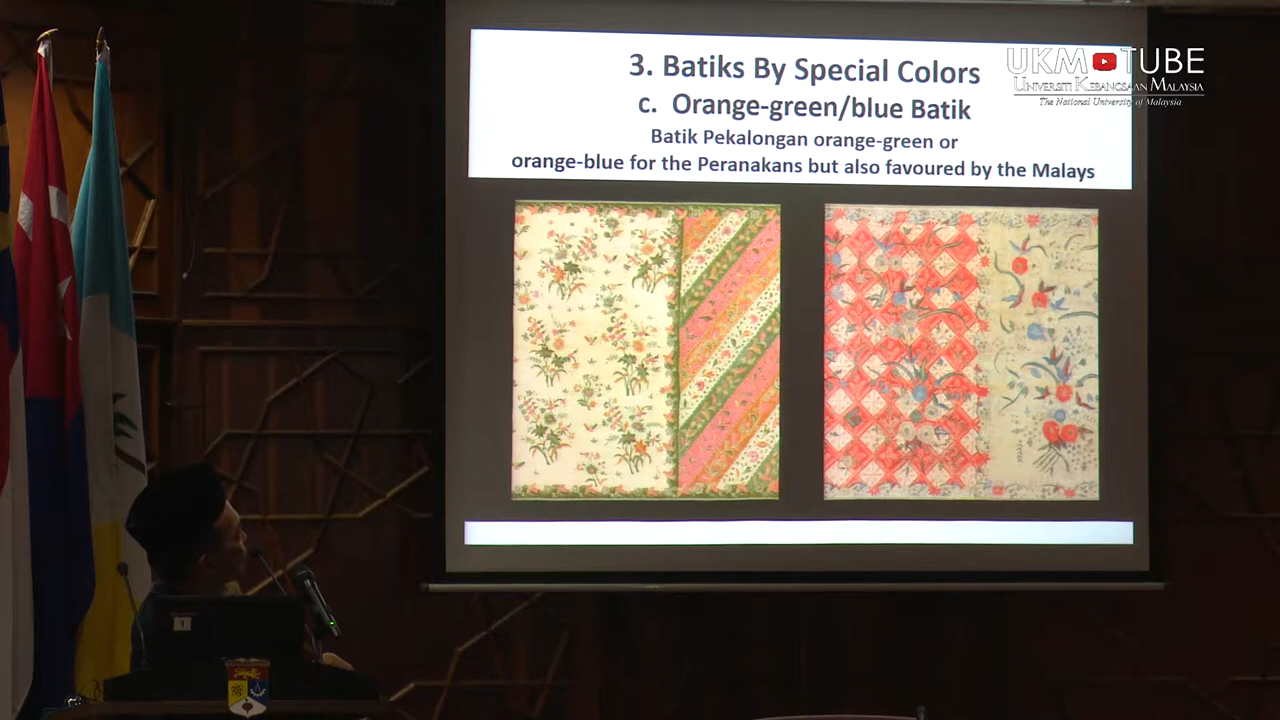 3. Batiks By Special Colors
c. Orange-green/blue Batik
Batik Pekalongan orange-green or
orange-blue for the Peranakans but also favoured by the Malays
UKM TUBE
UNIVERSITI KEBANGSAAN MALAYSIA
The National University of Malaysia
1